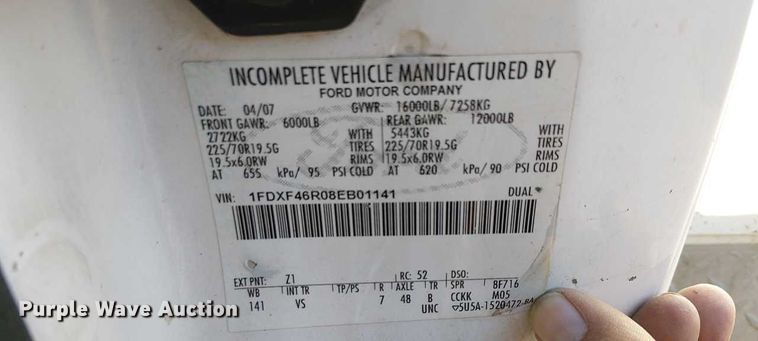 INCOMPLETE VEHICLE MANUFACTURED BY
FORD MOTOR COMPANY
DATE: 04/07 GVWR: 16000LB/ 7258KG
FRONT GAWR: 6000LB REAR GAWR: 12000LB
2722KG WITH 5443KG WITH
225/70R19.5G TIRES 225/70R19.5G TIRES
19.5x6.0RW RIMS 19.5x6.0RW RIMS
AT 655 kPa/ 95 PSI COLD AT 620 kPa/ 90 PSI COLD
VIN: 1FDXF46R08EB01141 DUAL
EXT PNT: Z1 RC: 52 DSO:
WB INT TR TP/PS R AXLE TR SPR BF716
141 VS 7 48 B CCKK M05
UNC 5U5A-1520472-BA
Purple Wave Auction